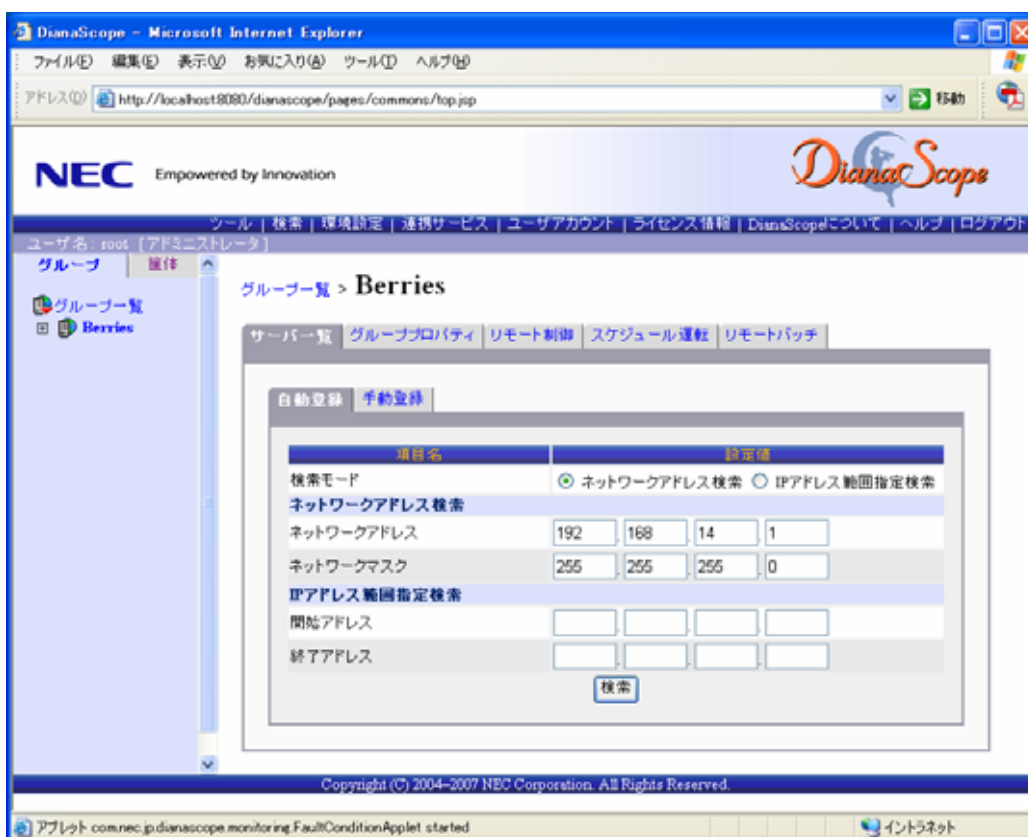 DianaScope - Microsoft Internet Explorer
ファイル(F) 編集(E) 表示(V) お気に入り(A) ツール(T) ヘルプ(H)
アドレス(D) http://localhost:8080/dianascope/pages/commons/top.jsp 移動
NEC Empowered by Innovation DianaScope
ツール | 検索 | 環境設定 | 連携サービス | ユーザアカウント | ライセンス情報 | DianaScopeについて | ヘルプ | ログアウト
ユーザ名 : root [アドミニストレータ]
グループ 筐体
グループ一覧
Berries
グループ一覧 > Berries
サーバ一覧 グループプロパティ リモート制御 スケジュール運転 リモートバッチ
自動登録 手動登録
項目名 設定値
検索モード ネットワークアドレス検索 IPアドレス範囲指定検索
ネットワークアドレス検索
ネットワークアドレス 192 . 168 . 14 . 1
ネットワークマスク 255 . 255 . 255 . 0
IPアドレス範囲指定検索
開始アドレス . . .
終了アドレス . . .
検索
Copyright (C) 2004-2007 NEC Corporation. All Rights Reserved.
アプレット com.nec.jp.dianascope.monitoring.FaultConditionApplet started イントラネット